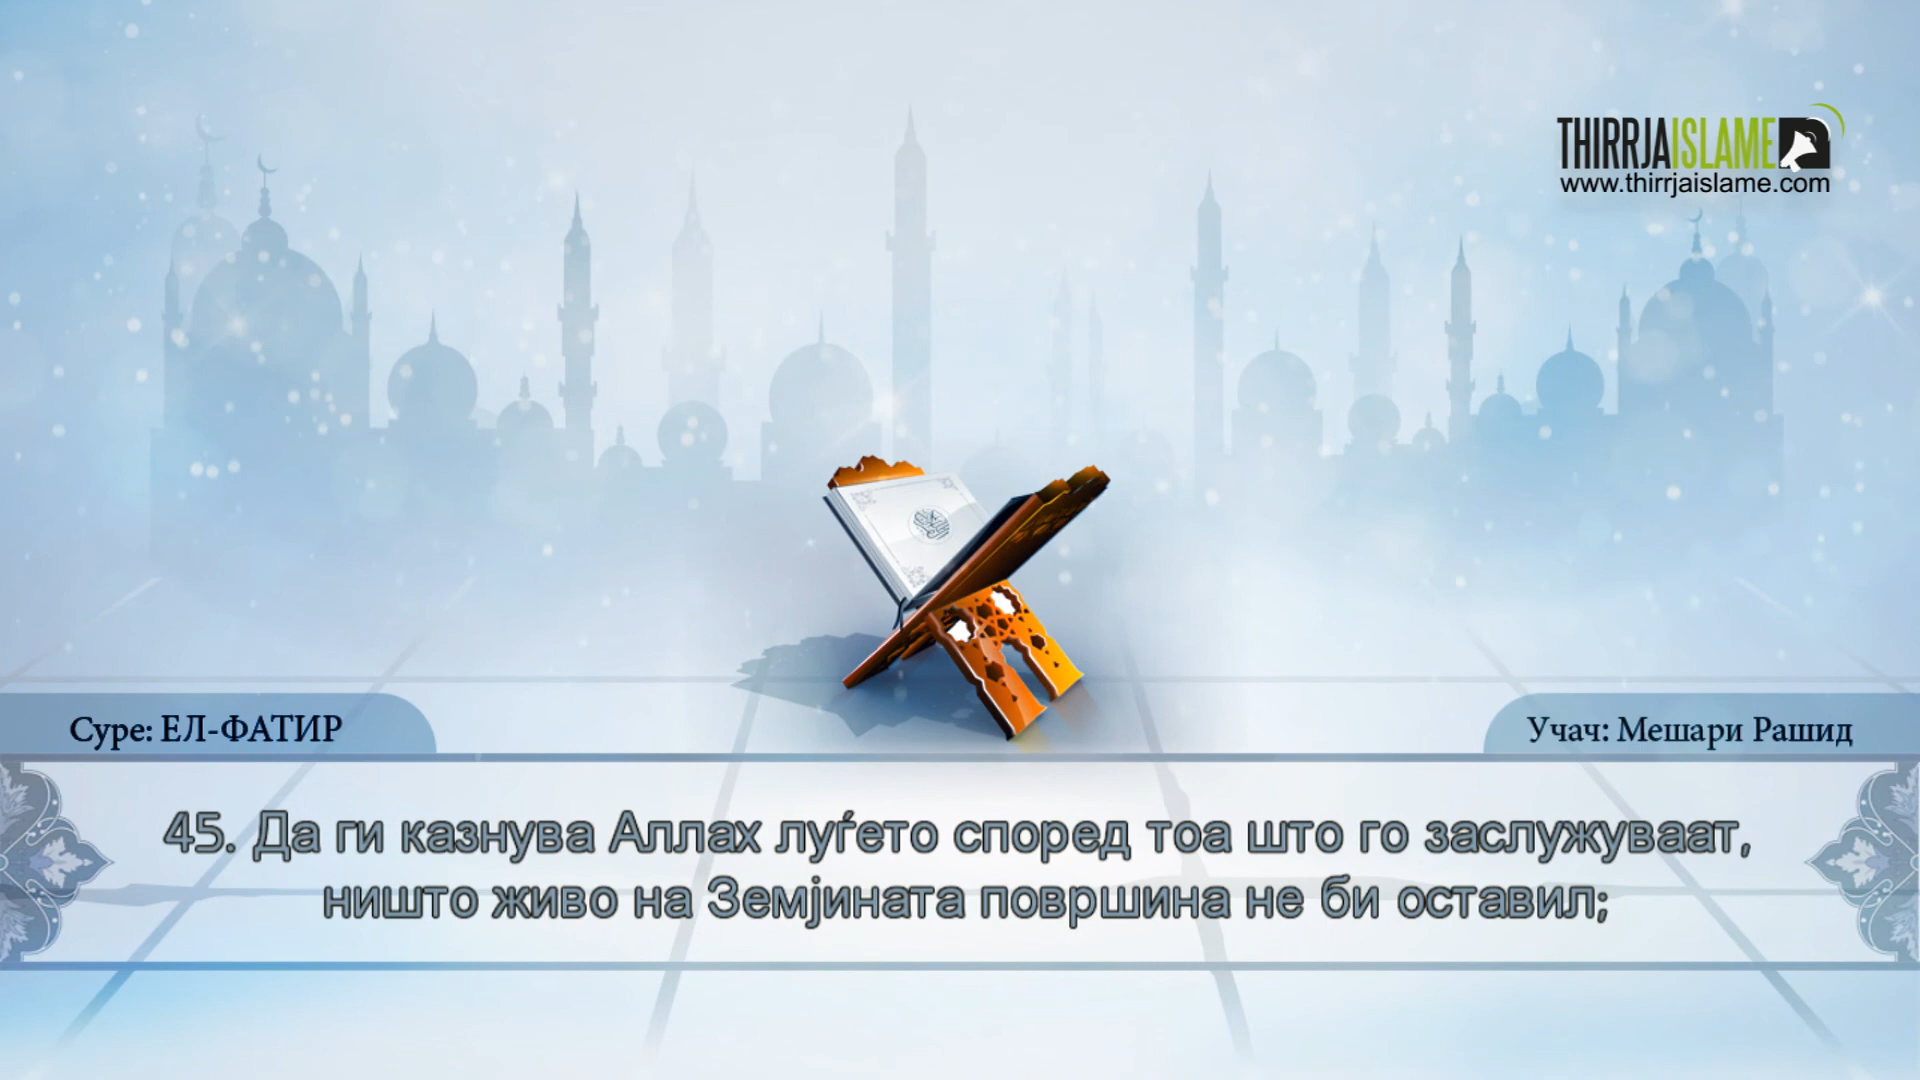 THIRRJAISLAME
www.thirrjaislame.com
Суре: ЕЛ-ФАТИР
Учач: Мешари Рашид
45. Да ги казнува Аллах луѓето според тоа што го заслужуваат,
ништо живо на Земјината површина не би оставил;